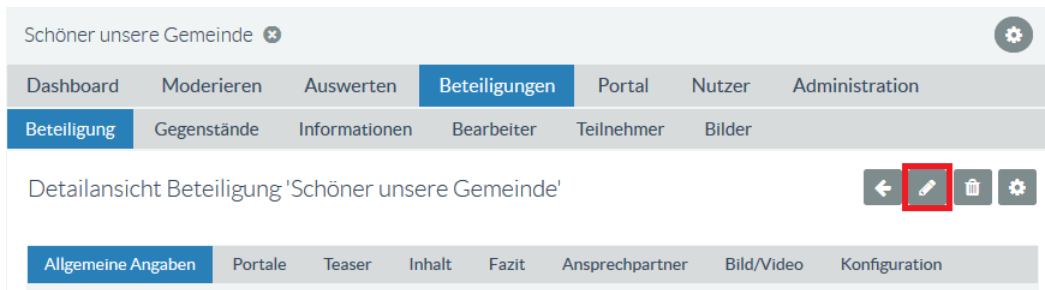 Schöner unsere Gemeinde
Dashboard Moderieren Auswerten Beteiligungen Portal Nutzer Administration
Beteiligung Gegenstände Informationen Bearbeiter Teilnehmer Bilder
Detailansicht Beteiligung 'Schöner unsere Gemeinde'
Allgemeine Angaben Portale Teaser Inhalt Fazit Ansprechpartner Bild/Video Konfiguration